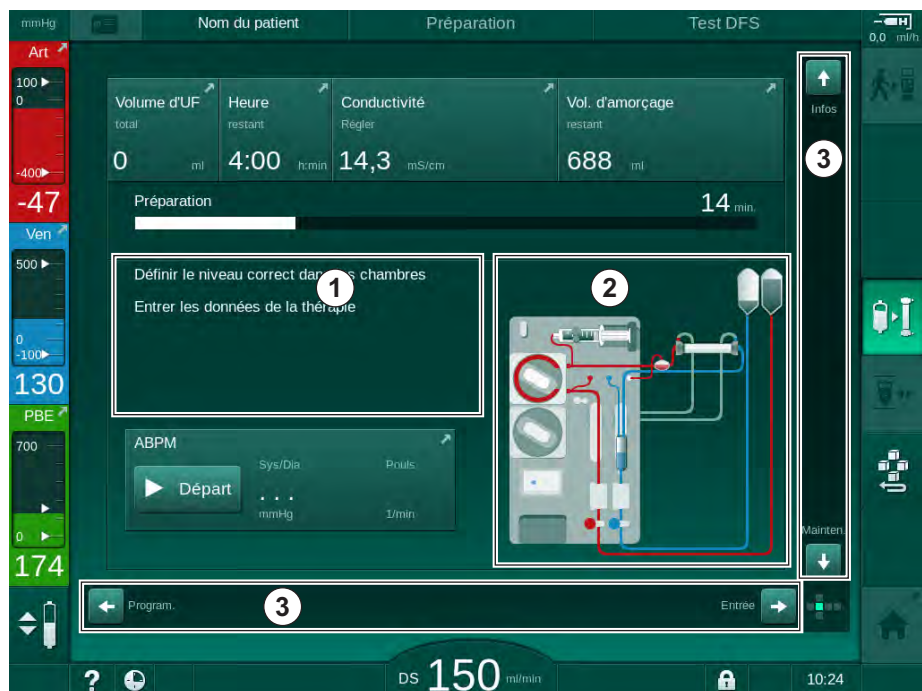 mmHg
Nom du patient
Préparation
Test DFS
0,0 ml/h
Art
100
0
-400
-47
Ven
500
0
-100
130
PBE
700
0
174
Volume d'UF
total
0 ml
Heure
restant
4:00 h:min
Conductivité
Régler
14,3 mS/cm
Vol. d'amorçage
restant
688 ml
Infos
3
Préparation
14 min.
Définir le niveau correct dans chambres
Entrer les données de la thérapie
1
2
ABPM
Départ
Sys/Dia
. . .
mmHg
Pouls
1/min
Mainten.
Program.
3
Entrée
?
DS 150 ml/min
10:24